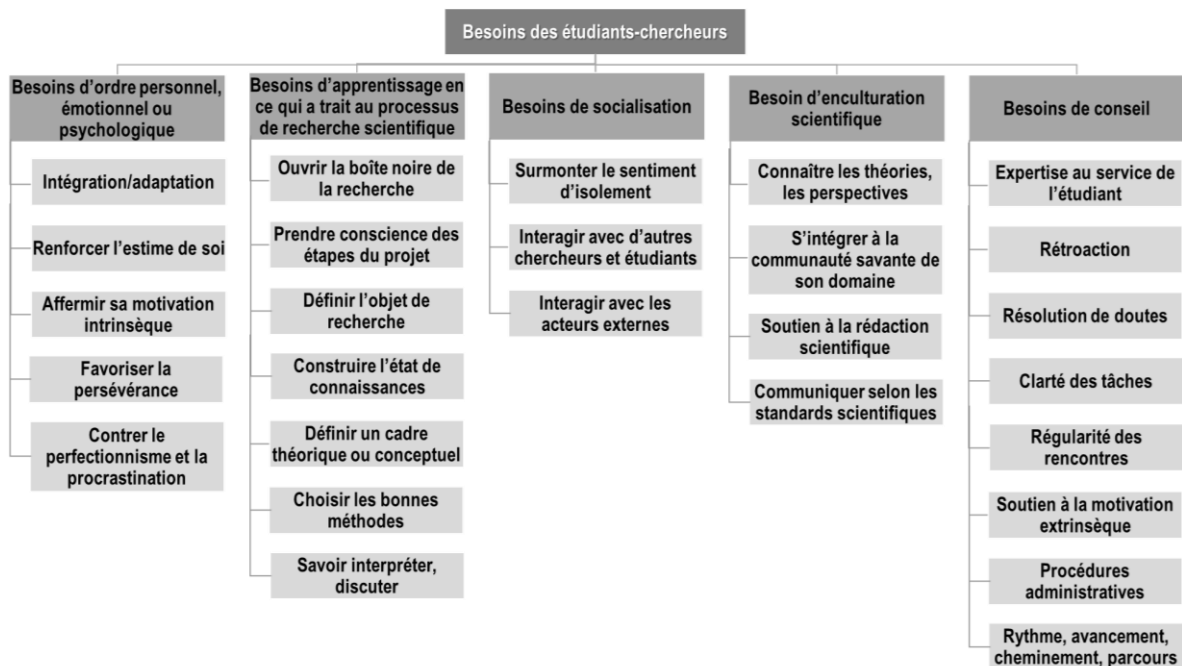 Besoins des étudiants-chercheurs
Besoins d'ordre personnel,
émotionnel ou
psychologique
Intégration/adaptation
Renforcer l'estime de soi
Affermir sa motivation
intrinsèque
Favoriser la
persévérance
Contrer le
perfectionnisme et la
procrastination
Besoins d'apprentissage en
ce qui a trait au processus
de recherche scientifique
Ouvrir la boîte noire de
la recherche
Prendre conscience des
étapes du projet
Définir l'objet de
recherche
Construire l'état de
connaissances
Définir un cadre
théorique ou conceptuel
Choisir les bonnes
méthodes
Savoir interpréter,
discuter
Besoins de socialisation
Surmonter le sentiment
d'isolement
Interagir avec d'autres
chercheurs et étudiants
Interagir avec les
acteurs externes
Besoin d'enculturation
scientifique
Connaître les théories,
les perspectives
S'intégrer à la
communauté savante de
son domaine
Soutien à la rédaction
scientifique
Communiquer selon les
standards scientifiques
Besoins de conseil
Expertise au service de
l'étudiant
Rétroaction
Résolution de doutes
Clarté des tâches
Régularité des
rencontres
Soutien à la motivation
extrinsèque
Procédures
administratives
Rythme, avancement,
cheminement, parcours